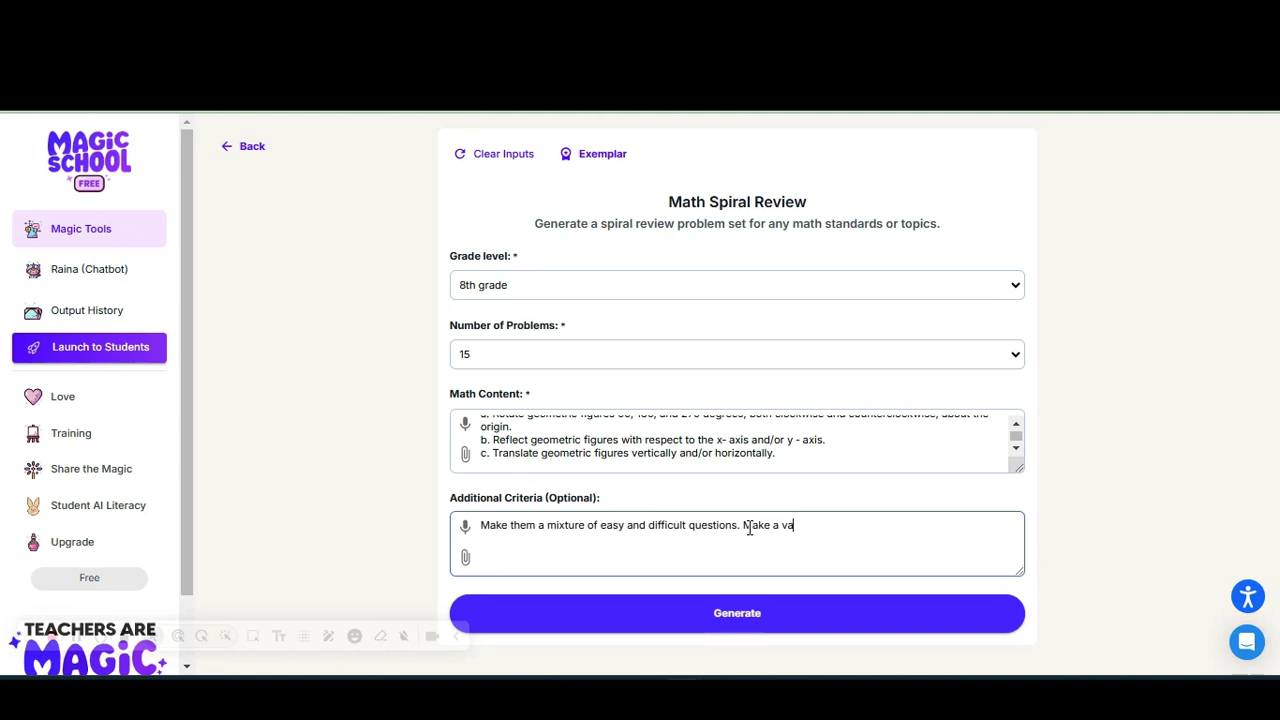 MAGIC
SCHOOL
FREE
Magic Tools
Raina (Chatbot)
Output History
Launch to Students
Love
Training
Share the Magic
Student AI Literacy
Upgrade
Free
TEACHERS ARE
MAGIC
Back
Clear Inputs
Exemplar
Math Spiral Review
Generate a spiral review problem set for any math standards or topics.
Grade level: *
8th grade
Number of Problems: *
15
Math Content: *
origin.
b. Reflect geometric figures with respect to the x- axis and/or y - axis.
c. Translate geometric figures vertically and/or horizontally.
Additional Criteria (Optional):
Make them a mixture of easy and difficult questions. Make a va
Generate
Tт